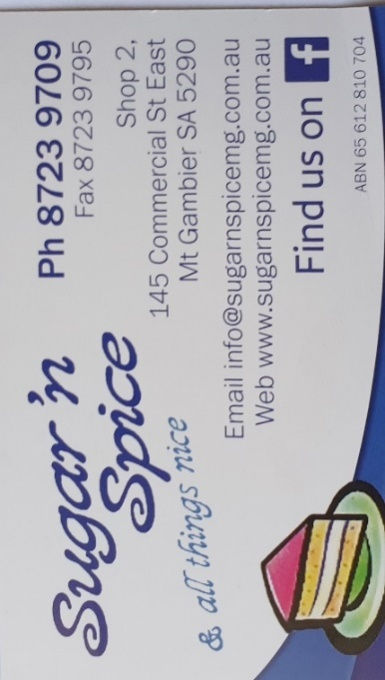 Sugar 'n
Spice
& all things nice
Ph 8723 9709
Fax 8723 9795
Shop 2,
145 Commercial St East
Mt Gambier SA 5290
Email info@sugarnspicemg.com.au
Web www.sugarnspicemg.com.au
Find us on f
ABN 65 612 810 704